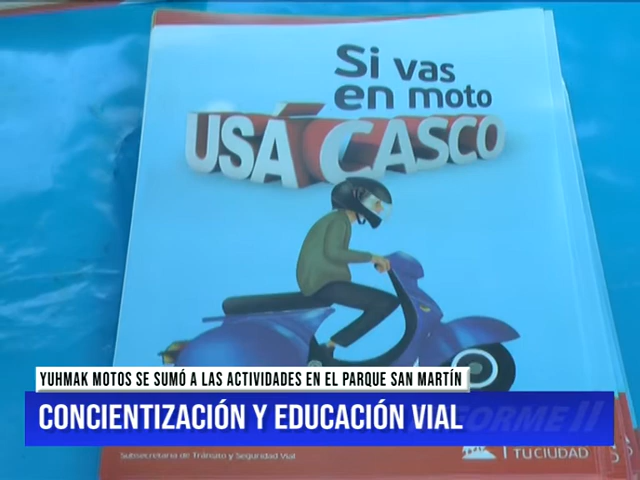 Si vas
en moto
USÁ CASCO
YUHMAK MOTOS SE SUMÓ A LAS ACTIVIDADES EN EL PARQUE SAN MARTÍN
CONCIENTIZACIÓN Y EDUCACIÓN VIAL
Subsecretaría de Tránsito y Seguridad Vial
TU CIUDAD